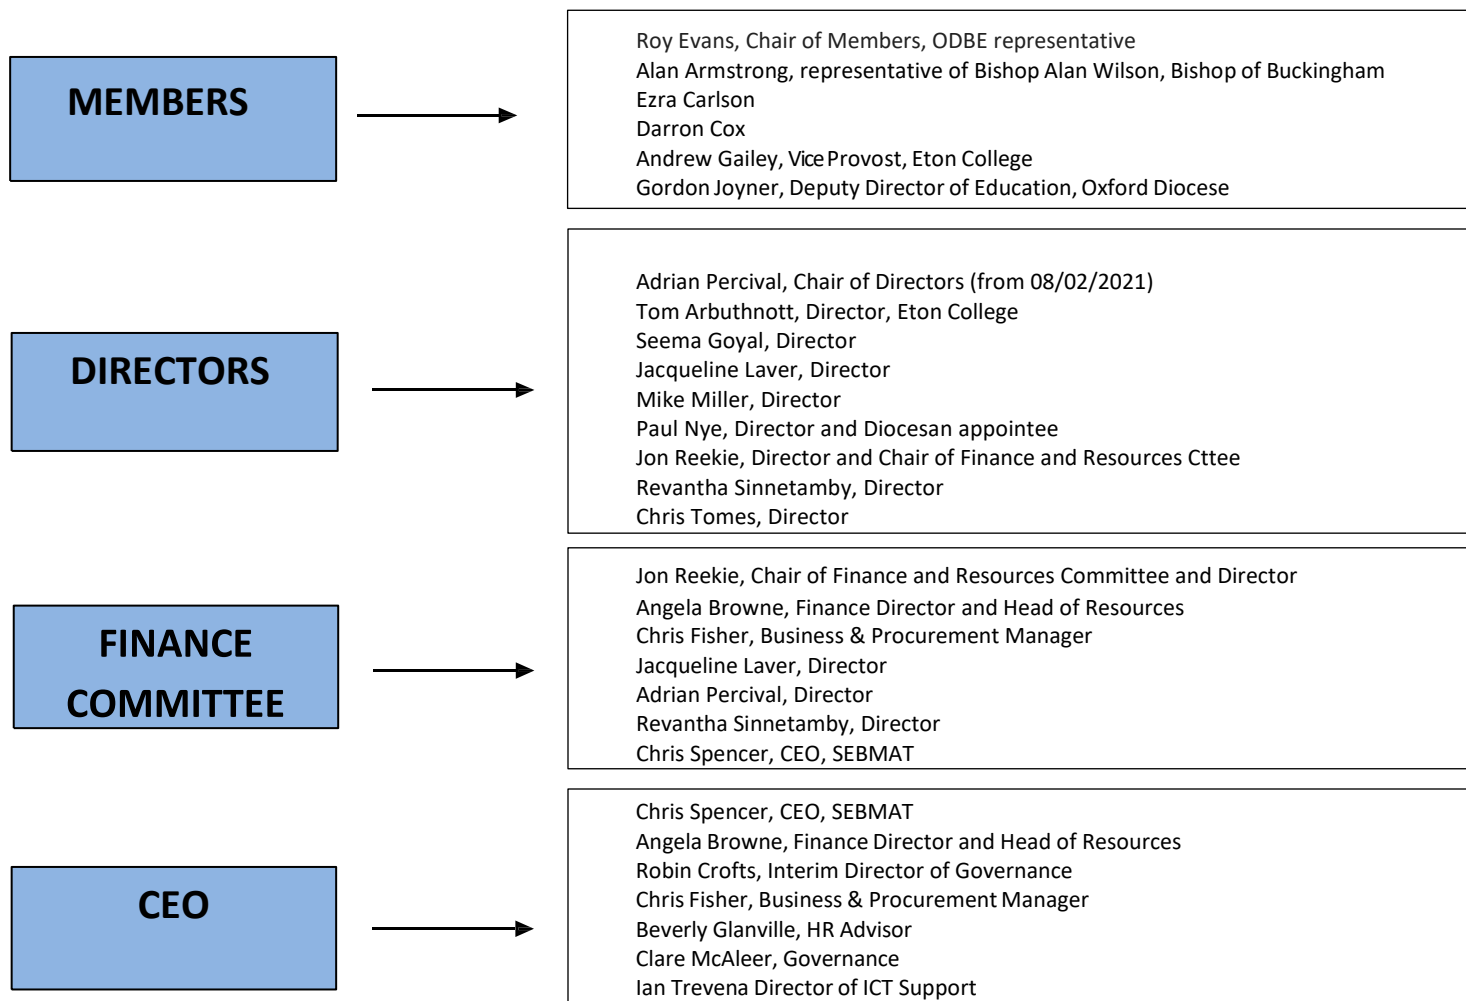 MEMBERS
Roy Evans, Chair of Members, ODBE representative
Alan Armstrong, representative of Bishop Alan Wilson, Bishop of Buckingham
Ezra Carlson
Darron Cox
Andrew Gailey, Vice Provost, Eton College
Gordon Joyner, Deputy Director of Education, Oxford Diocese
DIRECTORS
Adrian Percival, Chair of Directors (from 08/02/2021)
Tom Arbuthnott, Director, Eton College
Seema Goyal, Director
Jacqueline Laver, Director
Mike Miller, Director
Paul Nye, Director and Diocesan appointee
Jon Reekie, Director and Chair of Finance and Resources Cttee
Revantha Sinnetamby, Director
Chris Tomes, Director
FINANCE
COMMITTEE
Jon Reekie, Chair of Finance and Resources Committee and Director
Angela Browne, Finance Director and Head of Resources
Chris Fisher, Business & Procurement Manager
Jacqueline Laver, Director
Adrian Percival, Director
Revantha Sinnetamby, Director
Chris Spencer, CEO, SEBMAT
CEO
Chris Spencer, CEO, SEBMAT
Angela Browne, Finance Director and Head of Resources
Robin Crofts, Interim Director of Governance
Chris Fisher, Business & Procurement Manager
Beverly Glanville, HR Advisor
Clare McAleer, Governance
Ian Trevena Director of ICT Support